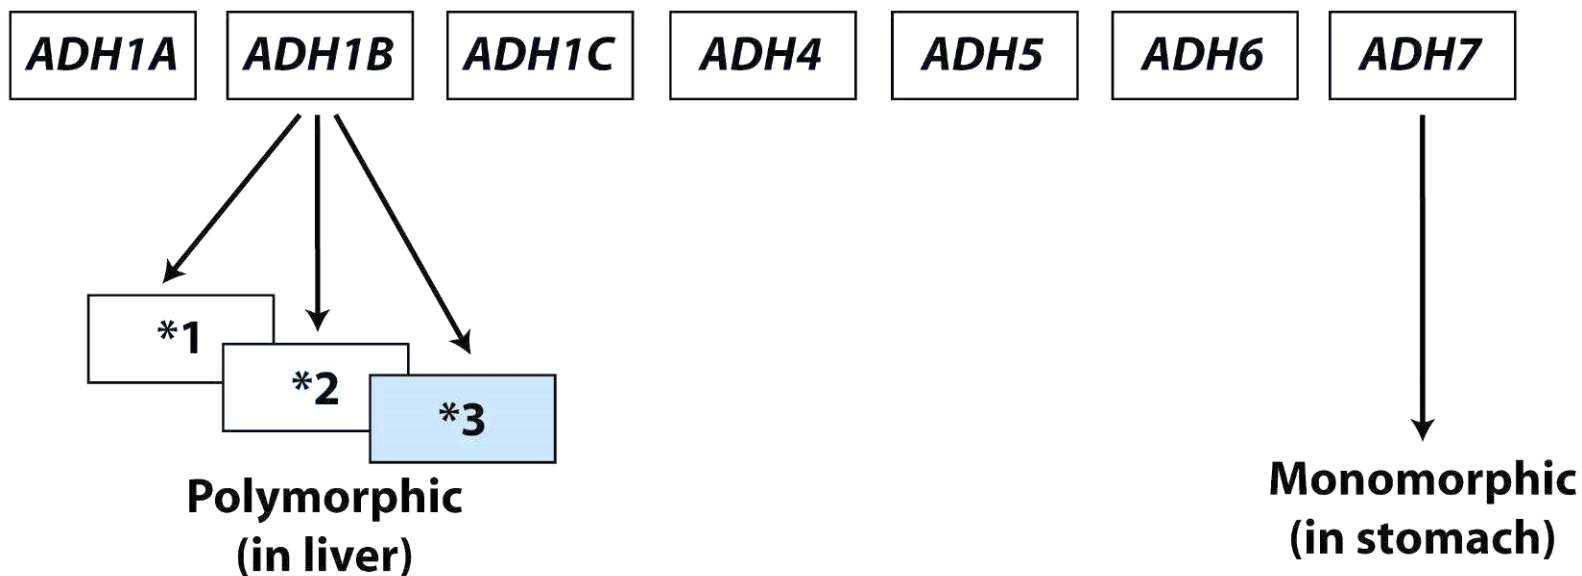 ADH1A ADH1B ADH1C ADH4 ADH5 ADH6 ADH7
*1
*2
*3
Polymorphic
(in liver)
Monomorphic
(in stomach)